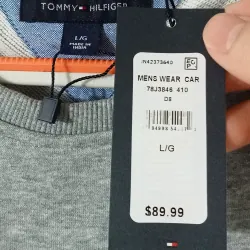 TOMMY HILFIGER
L/G
MADE IN
INDIA
MENS WEAR CAR
78J3846 410
L/G
$89.99